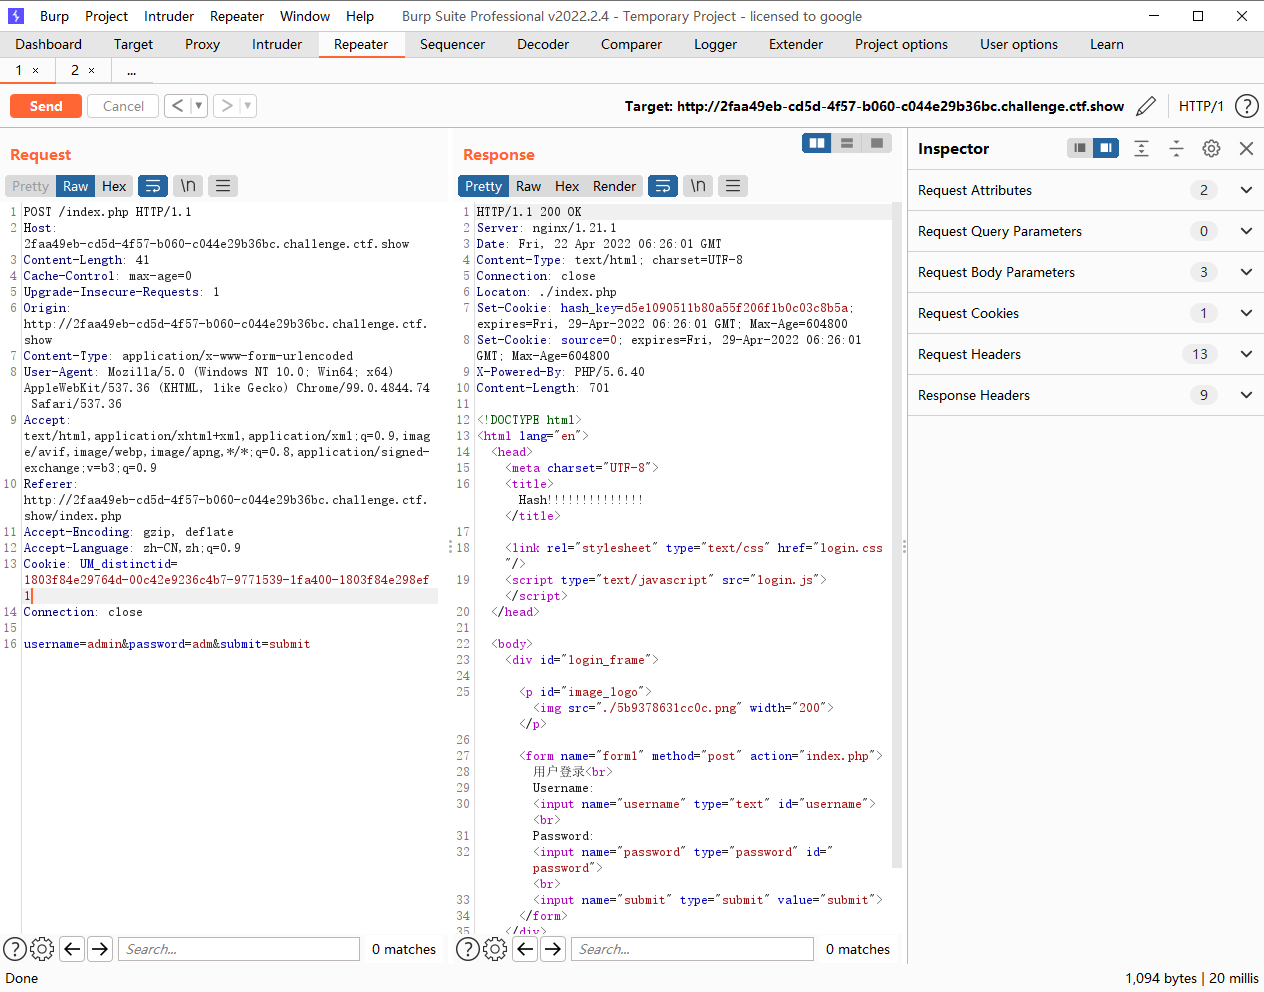 Burp Project Intruder Repeater Window Help Burp Suite Professional v2022.2.4 - Temporary Project - licensed to google
Dashboard Target Proxy Intruder Repeater Sequencer Decoder Comparer Logger Extender Project options User options Learn
1 × 2 × ...
Send Cancel < > Target: http://2faa49eb-cd5d-4f57-b060-c044e29b36bc.challenge.ctf.show HTTP/1 ?
Request
Pretty Raw Hex \n
1 POST /index.php HTTP/1.1
2 Host:
2faa49eb-cd5d-4f57-b060-c044e29b36bc.challenge.ctf.show
3 Content-Length: 41
4 Cache-Control: max-age=0
5 Upgrade-Insecure-Requests: 1
6 Origin:
http://2faa49eb-cd5d-4f57-b060-c044e29b36bc.challenge.ctf.
show
7 Content-Type: application/x-www-form-urlencoded
8 User-Agent: Mozilla/5.0 (Windows NT 10.0; Win64; x64)
AppleWebKit/537.36 (KHTML, like Gecko) Chrome/99.0.4844.74
Safari/537.36
9 Accept:
text/html,application/xhtml+xml,application/xml;q=0.9,imag
e/avif,image/webp,image/apng,*/*;q=0.8,application/signed-
exchange;v=b3;q=0.9
10 Referer:
http://2faa49eb-cd5d-4f57-b060-c044e29b36bc.challenge.ctf.
show/index.php
11 Accept-Encoding: gzip, deflate
12 Accept-Language: zh-CN,zh;q=0.9
13 Cookie: UM_distinctid=
1803f84e29764d-00c42e9236c4b7-9771539-1fa400-1803f84e298ef
1
14 Connection: close
15
16 username=admin&password=adm&submit=submit
? Search... 0 matches
Response
Pretty Raw Hex Render \n
1 HTTP/1.1 200 OK
2 Server: nginx/1.21.1
3 Date: Fri, 22 Apr 2022 06:26:01 GMT
4 Content-Type: text/html; charset=UTF-8
5 Connection: close
6 Locaton: ./index.php
7 Set-Cookie: hash_key=d5e1090511b80a55f206f1b0c03c8b5a;
expires=Fri, 29-Apr-2022 06:26:01 GMT; Max-Age=604800
8 Set-Cookie: source=0; expires=Fri, 29-Apr-2022 06:26:01
GMT; Max-Age=604800
9 X-Powered-By: PHP/5.6.40
10 Content-Length: 701
11
12 <!DOCTYPE html>
13 <html lang="en">
14 <head>
15 <meta charset="UTF-8">
16 <title>
Hash!!!!!!!!!!!!!!
</title>
17
18 <link rel="stylesheet" type="text/css" href="login.css
"/>
19 <script type="text/javascript" src="login.js">
</script>
20 </head>
21
22 <body>
23 <div id="login_frame">
24
25 <p id="image_logo">
<img src="./5b9378631cc0c.png" width="200">
</p>
26
27 <form name="form1" method="post" action="index.php">
28 用户登录<br>
29 Username:
30 <input name="username" type="text" id="username">
<br>
31 Password:
32 <input name="password" type="password" id="
password">
<br>
33 <input name="submit" type="submit" value="submit">
34 </form>
35 </div>
? Search... 0 matches
Inspector
Request Attributes 2
Request Query Parameters 0
Request Body Parameters 3
Request Cookies 1
Request Headers 13
Response Headers 9
Done 1,094 bytes | 20 millis